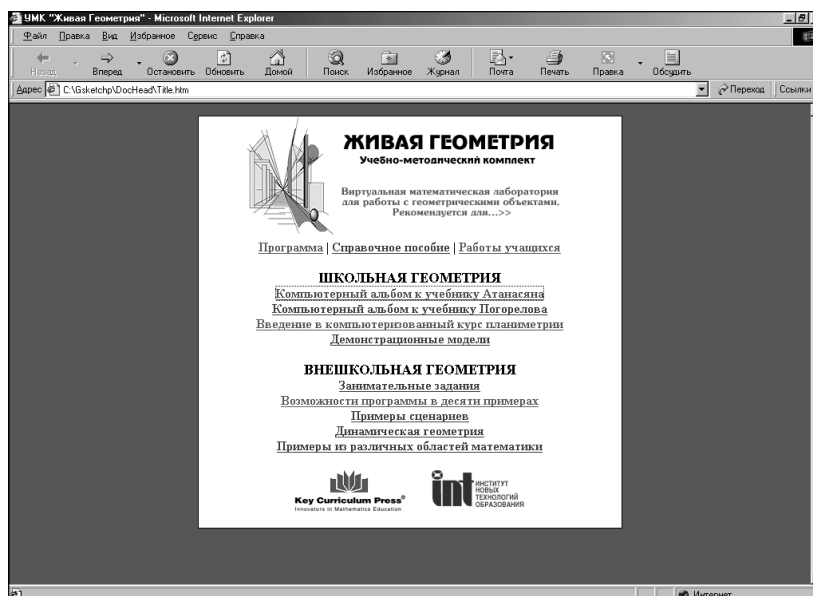 УМК "Живая Геометрия" - Microsoft Internet Explorer
Файл Правка Вид Избранное Сервис Справка
Назад Вперед Остановить Обновить Домой Поиск Избранное Журнал Почта Печать Правка Обсудить
Адрес C:\Gsketchp\DocHead\Title.htm Переход Ссылки
ЖИВАЯ ГЕОМЕТРИЯ
Учебно-методический комплект
Виртуальная математическая лаборатория
для работы с геометрическими объектами.
Рекомендуется для...>>
Программа | Справочное пособие | Работы учащихся
ШКОЛЬНАЯ ГЕОМЕТРИЯ
Компьютерный альбом к учебнику Атанасяна
Компьютерный альбом к учебнику Погорелова
Введение в компьютеризованный курс планиметрии
Демонстрационные модели
ВНЕШКОЛЬНАЯ ГЕОМЕТРИЯ
Занимательные задания
Возможности программы в десяти примерах
Примеры сценариев
Динамическая геометрия
Примеры из различных областей математики
Key Curriculum Press®
Innovators in Mathematics Education
int ИНСТИТУТ
НОВЫХ
ТЕХНОЛОГИЙ
ОБРАЗОВАНИЯ
Интернет